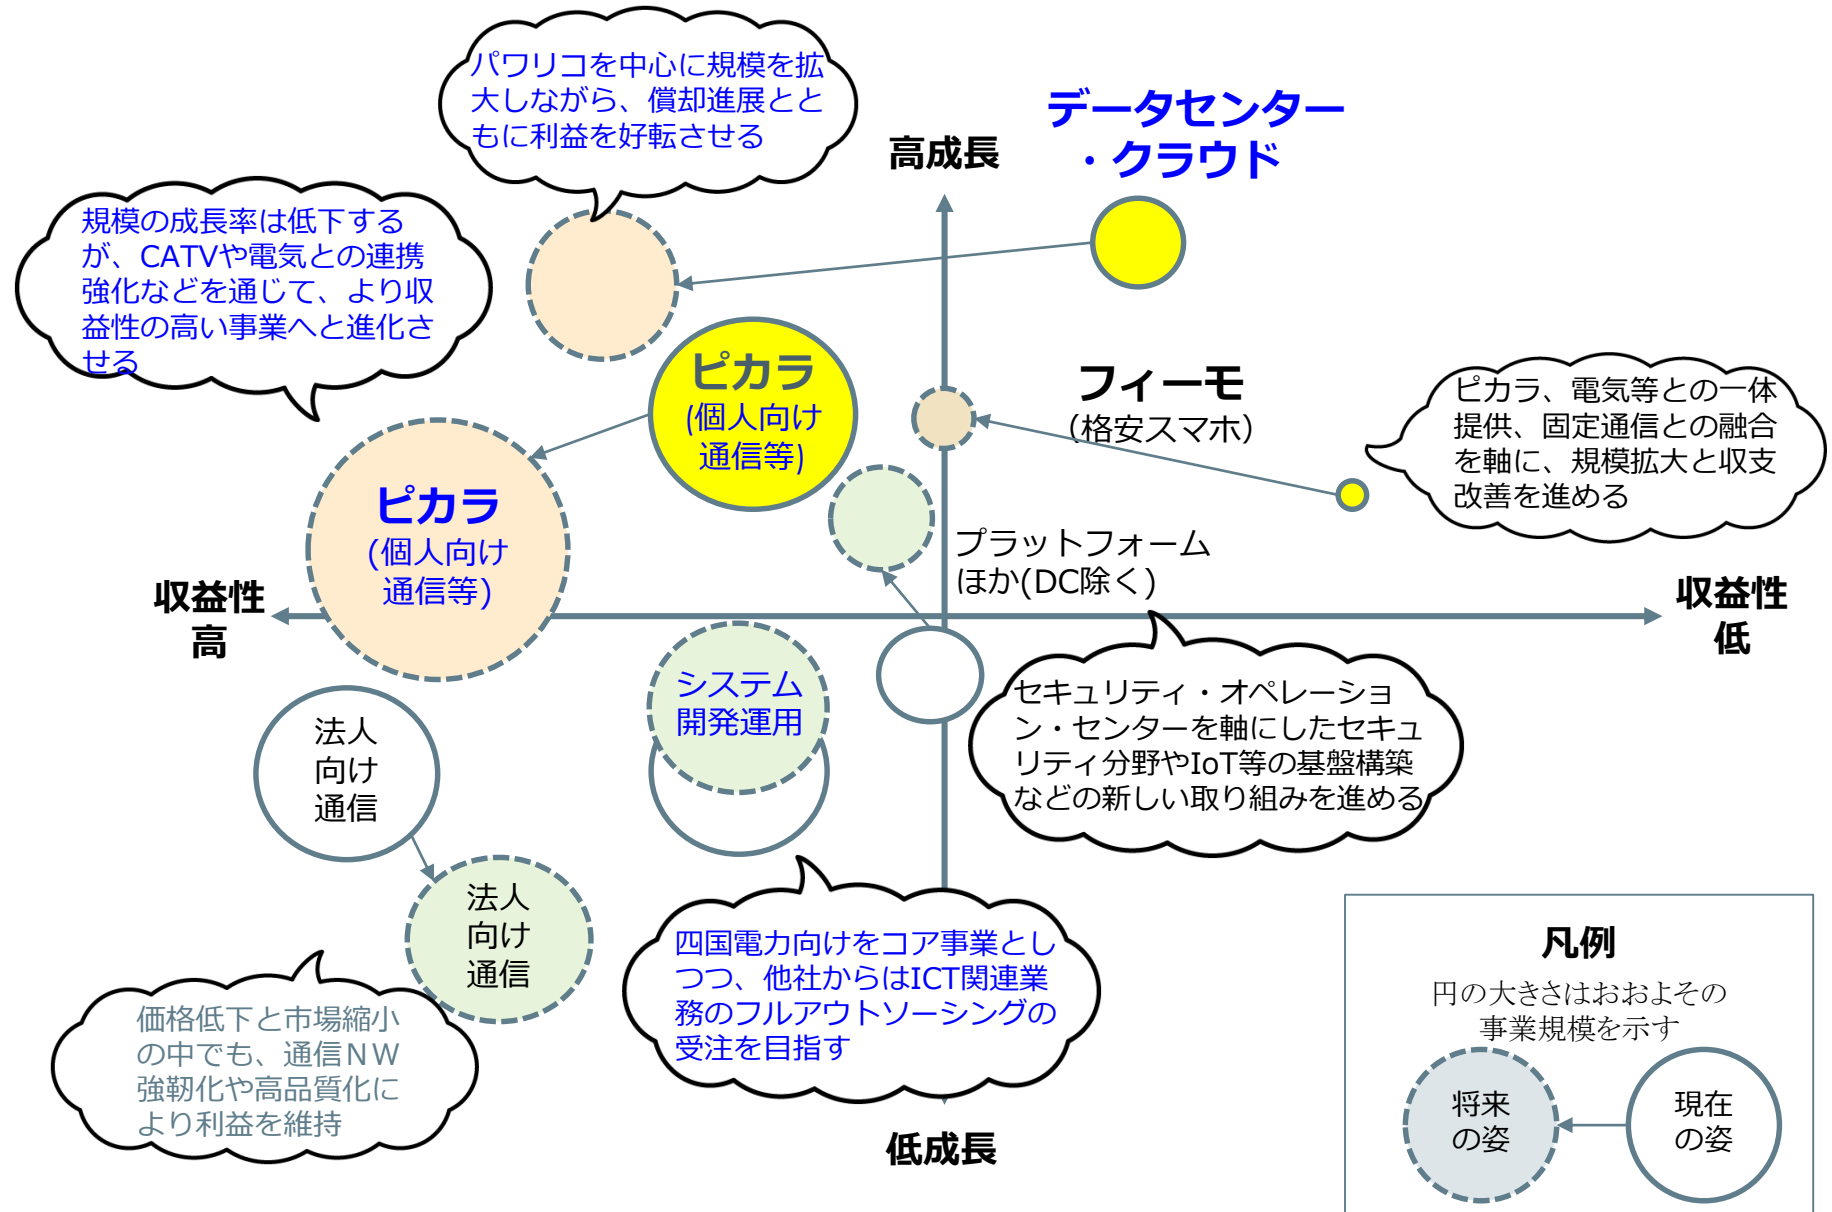 パワリコを中心に規模を拡
大しながら、償却進展とと
もに利益を好転させる
データセンター
・クラウド
高成長
規模の成長率は低下する
が、CATVや電気との連携
強化などを通じて、より収
益性の高い事業へと進化さ
せる
ピカラ
(個人向け
通信等)
フィーモ
（格安スマホ）
ピカラ、電気等との一体
提供、固定通信との融合
を軸に、規模拡大と収支
改善を進める
ピカラ
(個人向け
通信等)
プラットフォーム
ほか(DC除く)
収益性
高
収益性
低
システム
開発運用
セキュリティ・オペレーショ
ン・センターを軸にしたセキュ
リティ分野やIoT等の基盤構築
などの新しい取り組みを進める
法人
向け
通信
法人
向け
通信
四国電力向けをコア事業とし
つつ、他社からはICT関連業
務のフルアウトソーシングの
受注を目指す
価格低下と市場縮小
の中でも、通信ＮＷ
強靭化や高品質化に
より利益を維持
低成長
凡例
円の大きさはおおよその
事業規模を示す
将来
の姿
現在
の姿